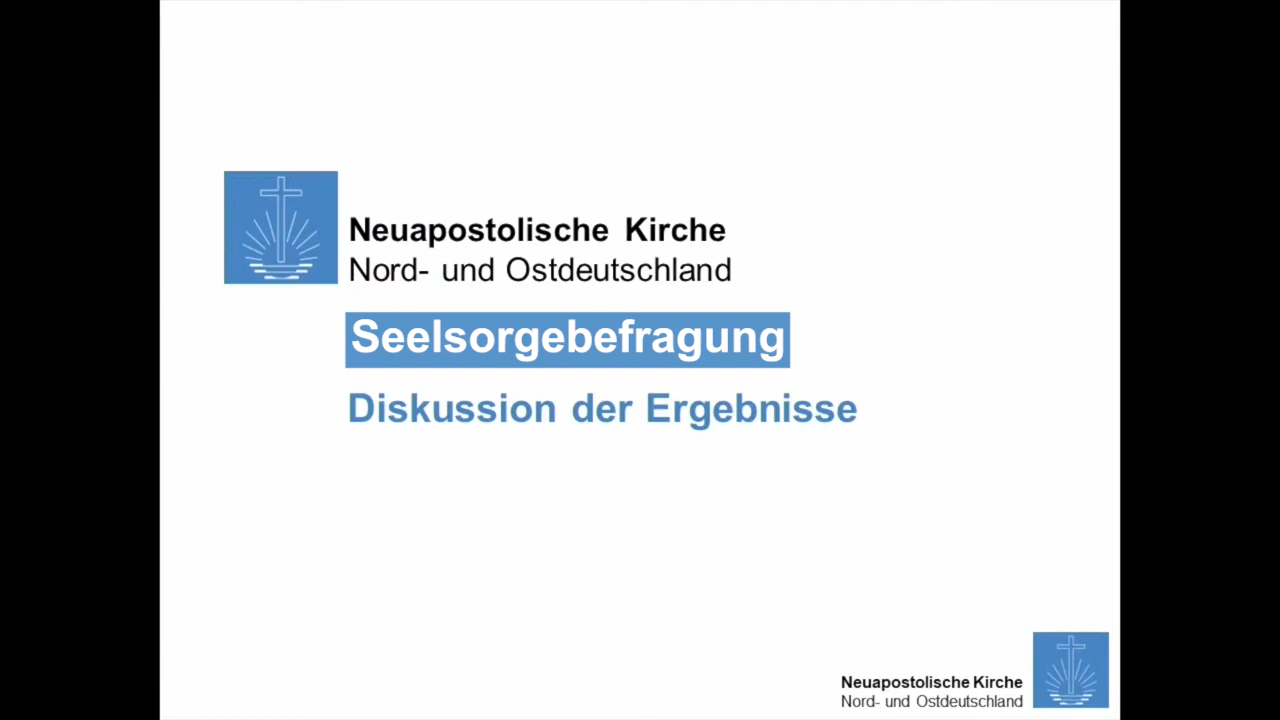 Neuapostolische Kirche
Nord- und Ostdeutschland
Seelsorgebefragung
Diskussion der Ergebnisse
Neuapostolische Kirche
Nord- und Ostdeutschland